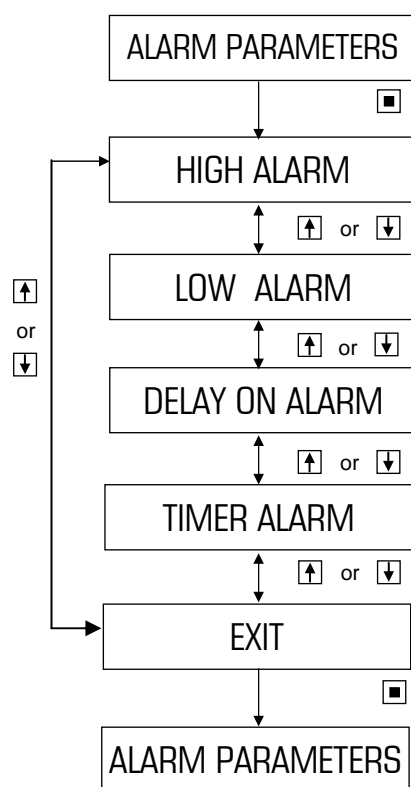 ALARM PARAMETERS
HIGH ALARM
or
LOW ALARM
or
or
DELAY ON ALARM
or
TIMER ALARM
or
EXIT
ALARM PARAMETERS